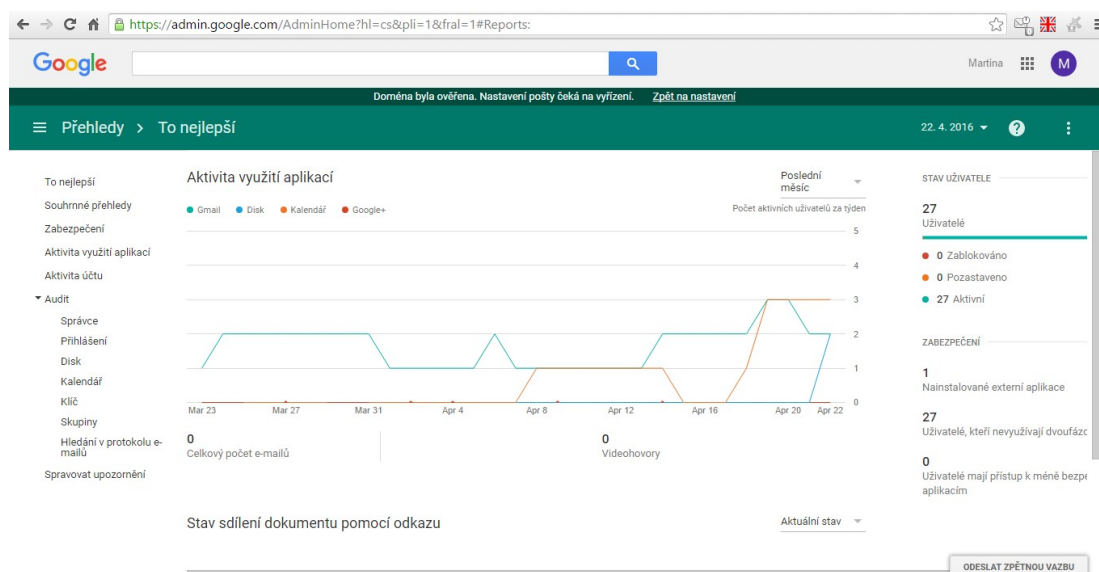 https://admin.google.com/AdminHome?hl=cs&pli=1&fral=1#Reports:
Google
Martina
M
Doména byla ověřena. Nastavení pošty čeká na vyřízení. Zpět na nastavení
Přehledy > To nejlepší
22. 4. 2016
?
To nejlepší
Souhrnné přehledy
Zabezpečení
Aktivita využití aplikací
Aktivita účtu
Audit
Správce
Přihlášení
Disk
Kalendář
Klíč
Skupiny
Hledání v protokolu e-
mailů
Spravovat upozornění
Aktivita využití aplikací
Poslední
měsíc
Gmail Disk Kalendář Google+
Počet aktivních uživatelů za týden
5
4
3
2
1
0
Mar 23 Mar 27 Mar 31 Apr 4 Apr 8 Apr 12 Apr 16 Apr 20 Apr 22
0
Celkový počet e-mailů
0
Videohovory
Stav sdílení dokumentu pomocí odkazu
Aktuální stav
STAV UŽIVATELE
27
Uživatelé
0 Zablokováno
0 Pozastaveno
27 Aktivní
ZABEZPEČENÍ
1
Nainstalované externí aplikace
27
Uživatelé, kteří nevyužívají dvoufázo
0
Uživatelé mají přístup k méně bezpe
aplikacím
ODESLAT ZPĚTNOU VAZBU